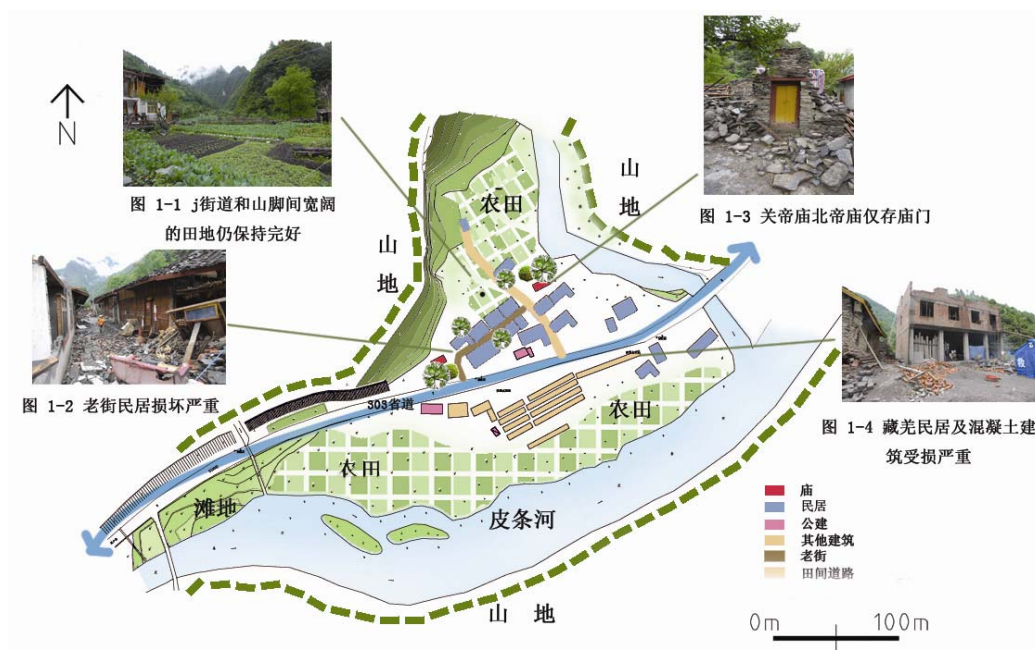 N
图 1-1 j街道和山脚间宽阔
的田地仍保持完好
图 1-3 关帝庙北帝庙仅存庙门
图 1-2 老街民居损坏严重
图 1-4 藏羌民居及混凝土建
筑受损严重
山地
农田
山地
303省道
农田
农田
滩地
皮条河
山 地
庙
民居
公建
其他建筑
老街
田间道路
0m
100m